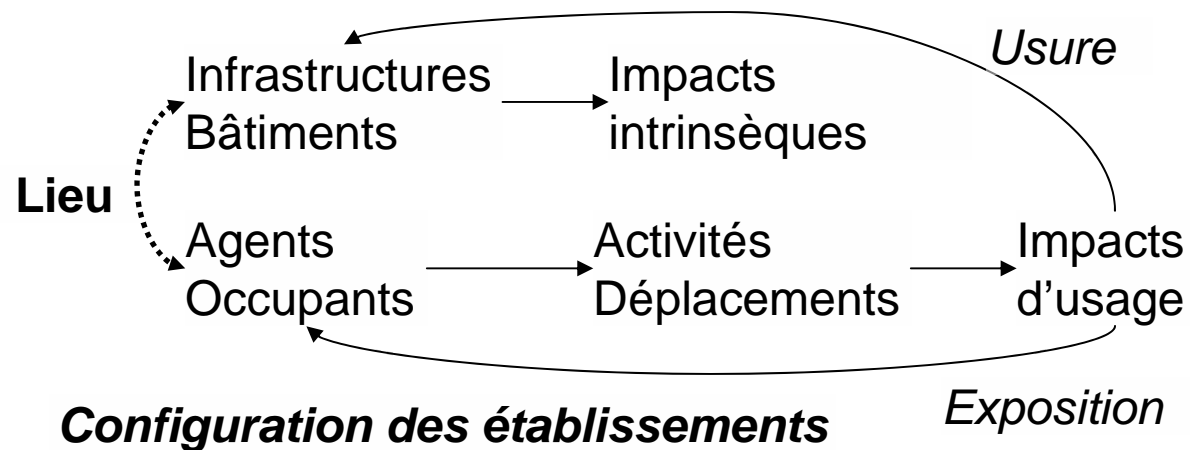 Usure
Infrastructures
Bâtiments
Impacts
intrinsèques
Lieu
Agents
Occupants
Activités
Déplacements
Impacts
d’usage
Exposition
Configuration des établissements